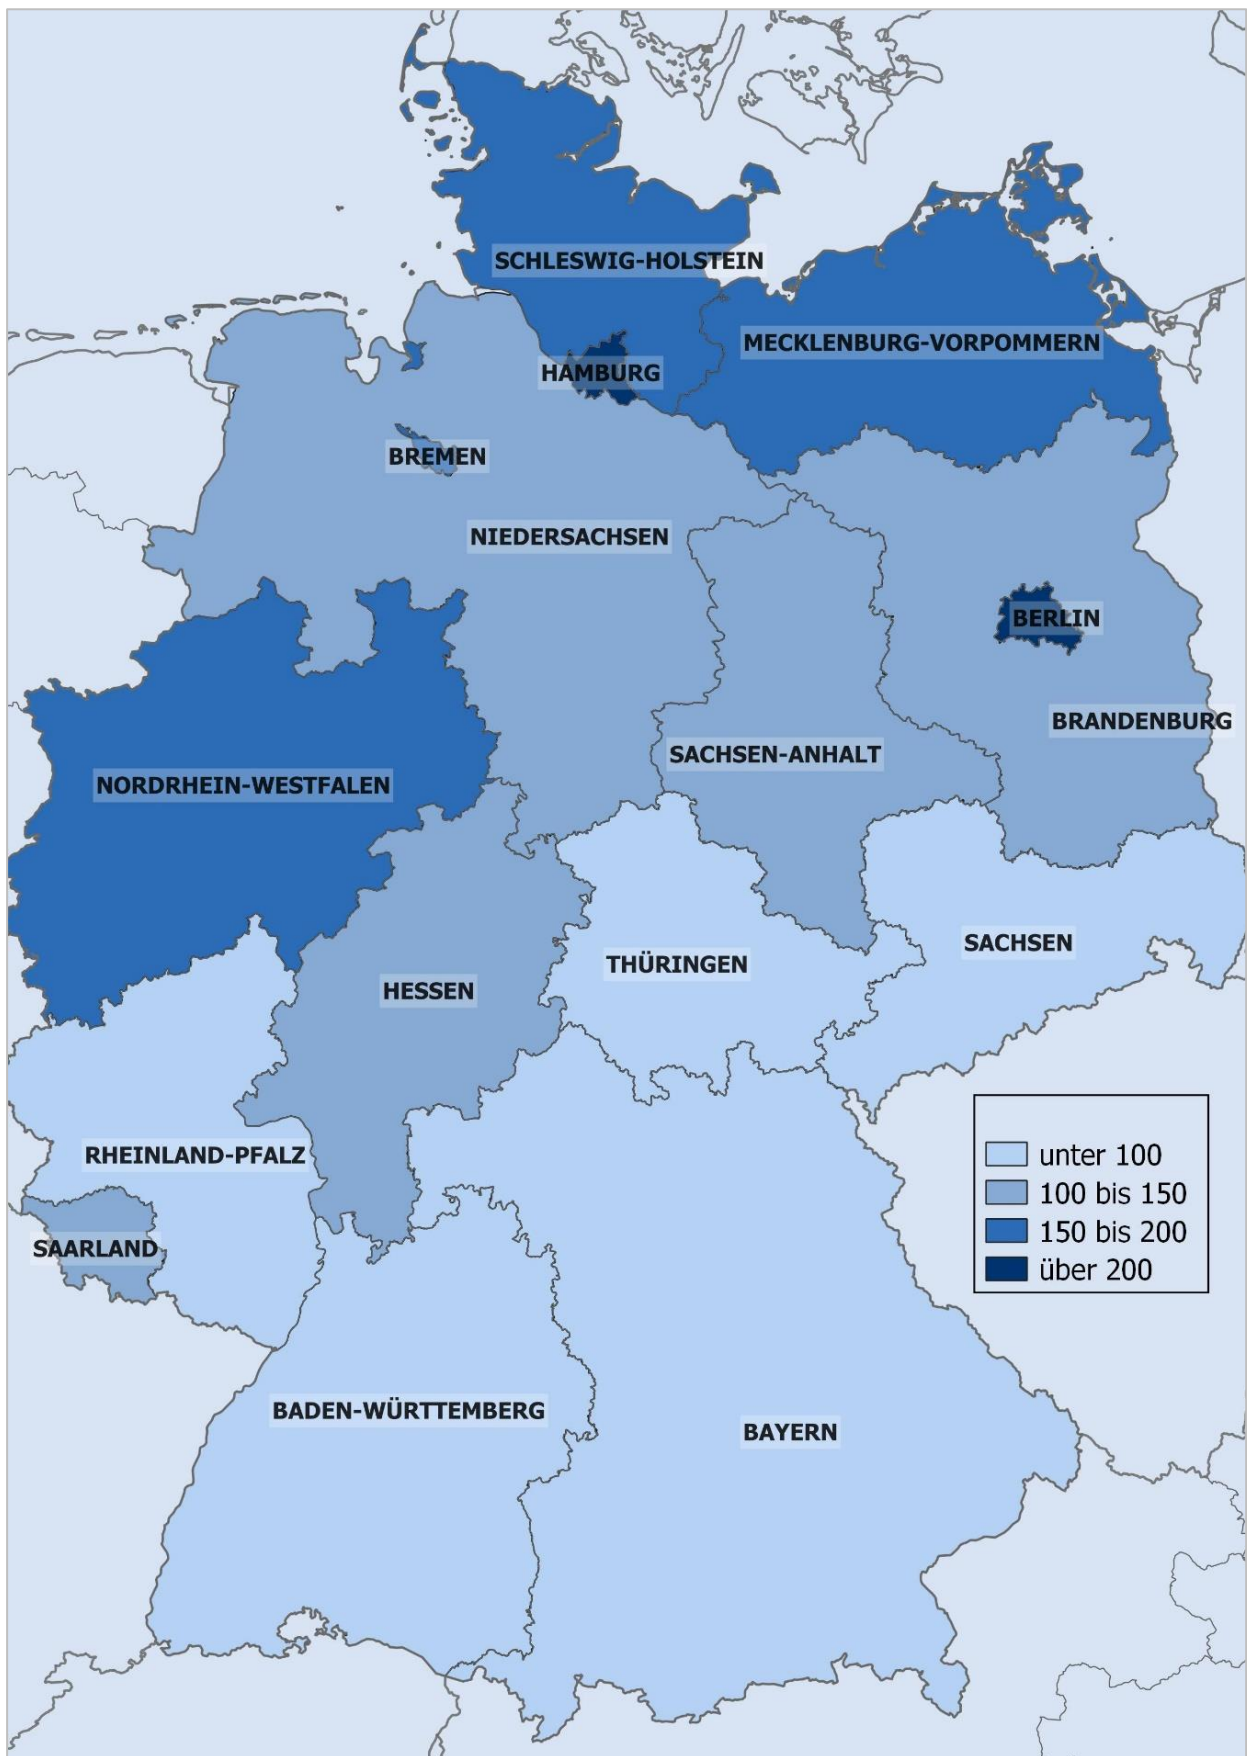 SCHLESWIG-HOLSTEIN
MECKLENBURG-VORPOMMERN
HAMBURG
BREMEN
NIEDERSACHSEN
BERLIN
BRANDENBURG
SACHSEN-ANHALT
NORDRHEIN-WESTFALEN
SACHSEN
THÜRINGEN
HESSEN
RHEINLAND-PFALZ
SAARLAND
unter 100
100 bis 150
150 bis 200
über 200
BADEN-WÜRTTEMBERG
BAYERN